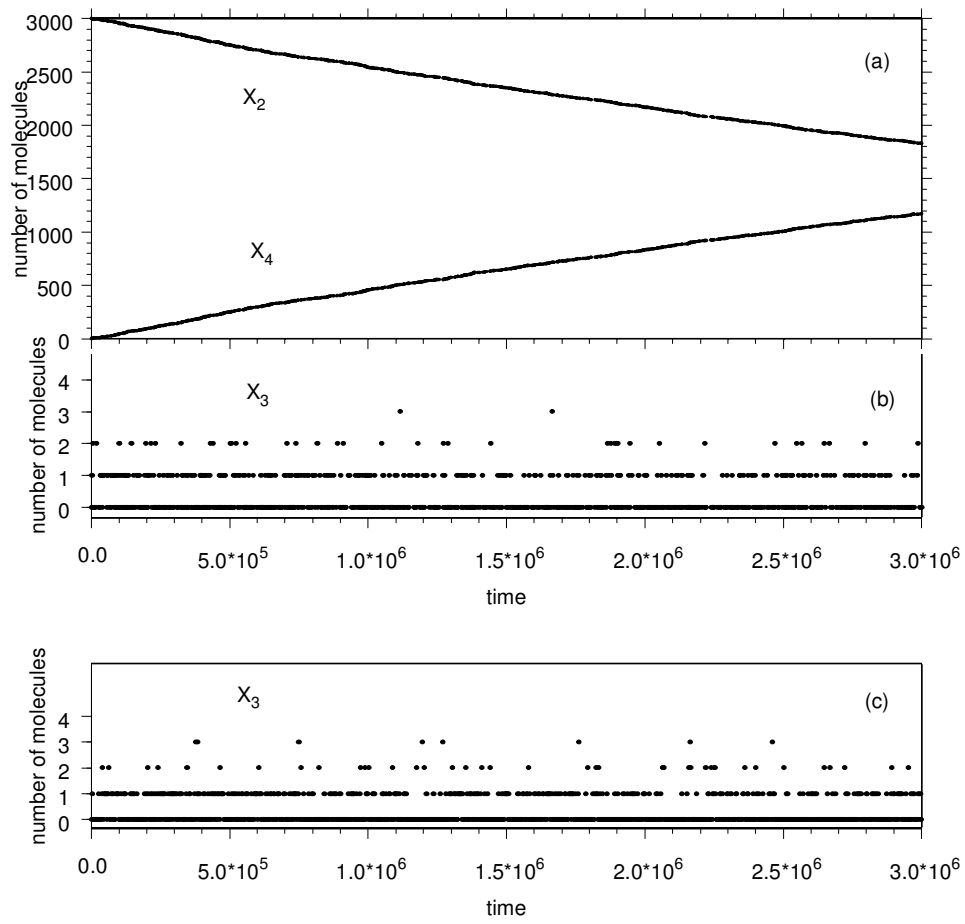 3000
2500
2000
1500
1000
500
0
number of molecules
(a)
X2
X4
4
3
2
1
0
number of molecules
X3
(b)
0.0 5.0*10^5 1.0*10^6 1.5*10^6 2.0*10^6 2.5*10^6 3.0*10^6
time
4
3
2
1
0
number of molecules
X3
(c)
0.0 5.0*10^5 1.0*10^6 1.5*10^6 2.0*10^6 2.5*10^6 3.0*10^6
time